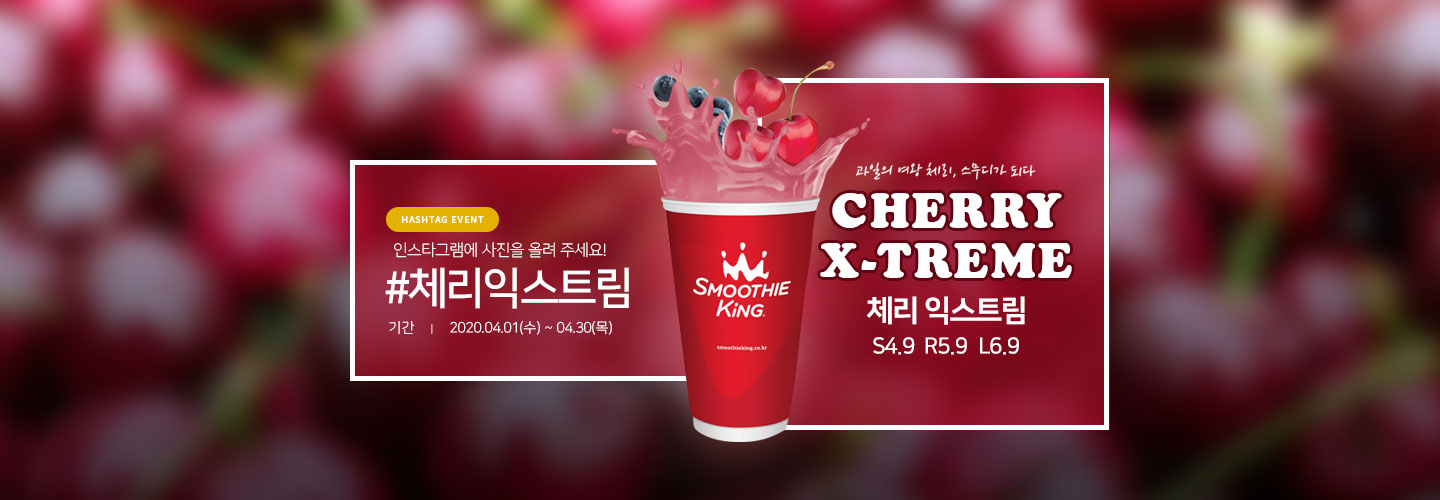 HASHTAG EVENT
인스타그램에 사진을 올려 주세요!
#체리익스트림
기간 | 2020.04.01(수) ~ 04.30(목)
SMOOTHIE
KiNG.
smoothieking.co.kr
과일의 여왕 체리, 스무디가 되다
CHERRY
X-TREME
체리 익스트림
S4.9 R5.9 L6.9